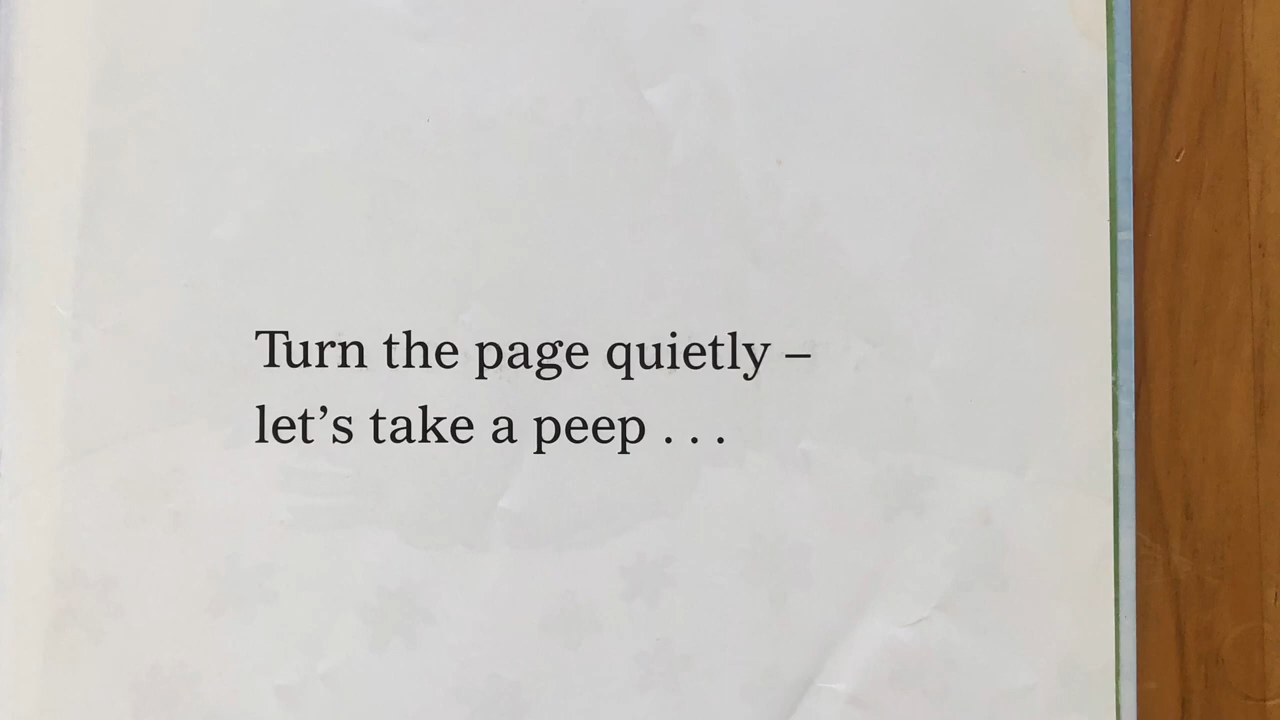 Turn the page quietly –
let’s take a peep . . .